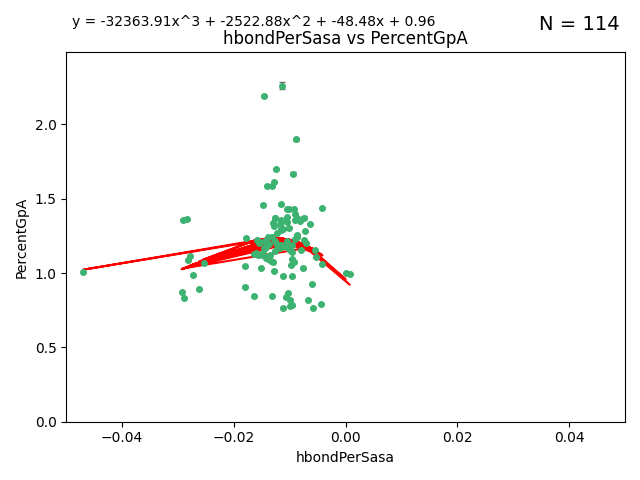 y = -32363.91x^3 + -2522.88x^2 + -48.48x + 0.96
N = 114
hbondPerSasa vs PercentGpA
PercentGpA
2.0
1.5
1.0
0.5
0.0
−0.04 −0.02 0.00 0.02 0.04
hbondPerSasa